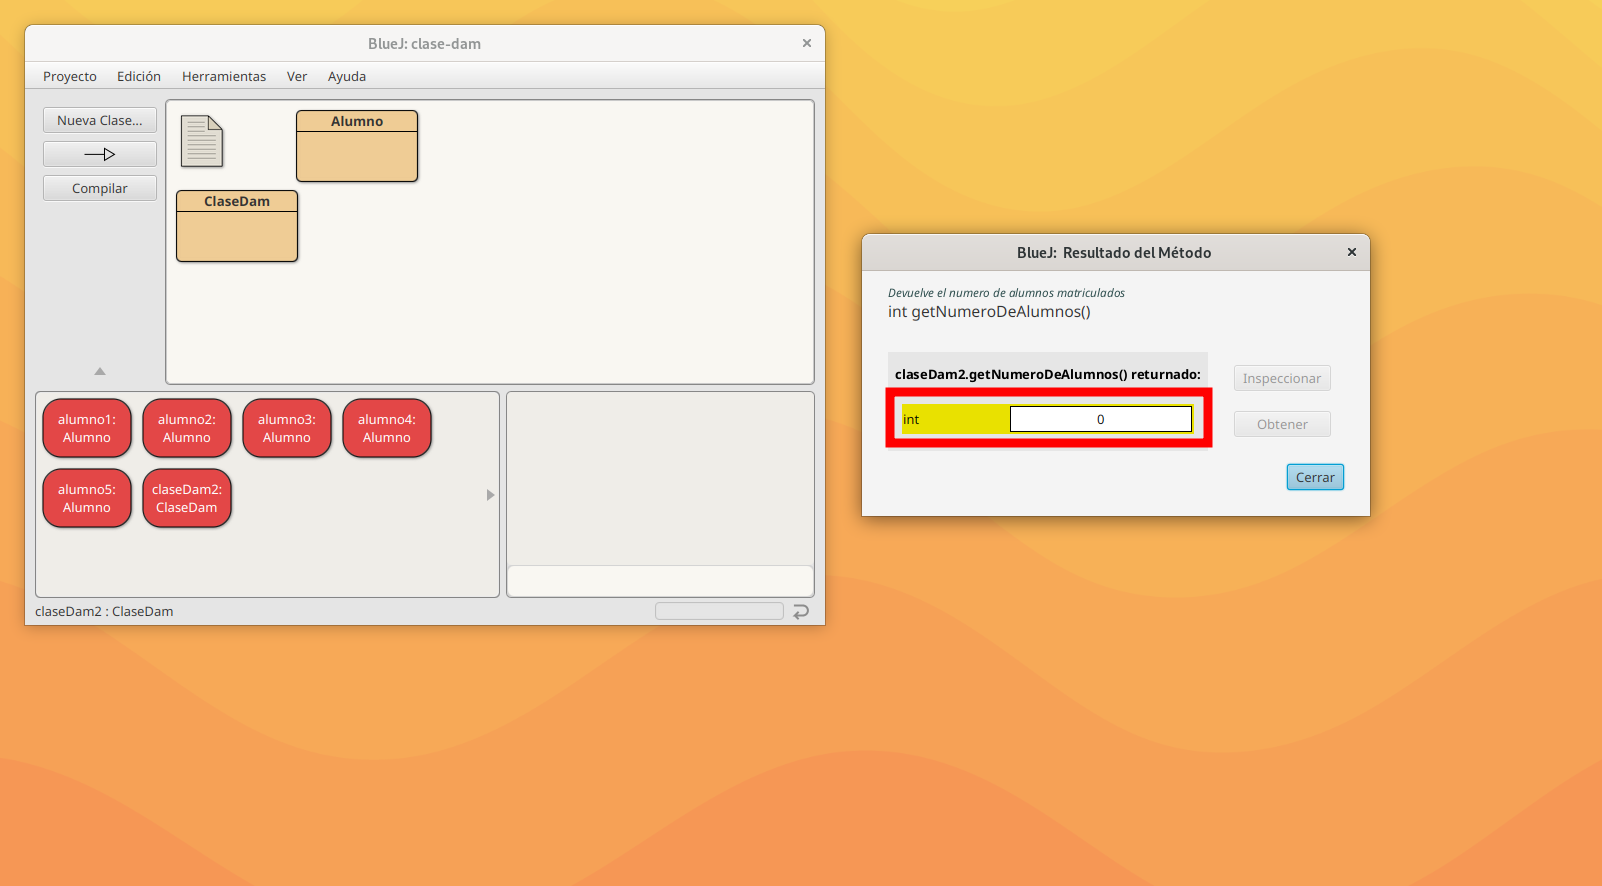 BlueJ: clase-dam
Proyecto Edición Herramientas Ver Ayuda
Nueva Clase...
Compilar
Alumno
ClaseDam
alumno1:
Alumno
alumno2:
Alumno
alumno3:
Alumno
alumno4:
Alumno
alumno5:
Alumno
claseDam2:
ClaseDam
claseDam2 : ClaseDam
BlueJ: Resultado del Método
Devuelve el numero de alumnos matriculados
int getNumeroDeAlumnos()
claseDam2.getNumeroDeAlumnos() returnado:
int 0
Inspeccionar
Obtener
Cerrar